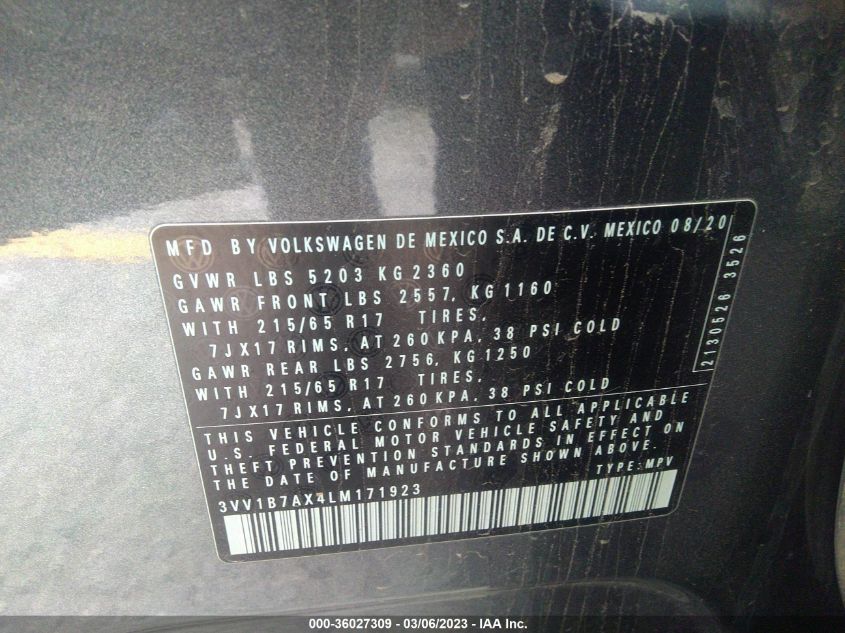 MFD BY VOLKSWAGEN DE MEXICO S.A. DE C.V. MEXICO 08/20
GVWR LBS 5203 KG 2360
GAWR FRONT LBS 2557, KG 1160
WITH 215/65 R17 TIRES,
7JX17 RIMS, AT 260 KPA, 38 PSI COLD
GAWR REAR LBS 2756, KG 1250
WITH 215/65 R17 TIRES,
7JX17 RIMS, AT 260 KPA, 38 PSI COLD
2130526 3526
THIS VEHICLE CONFORMS TO ALL APPLICABLE
U.S. FEDERAL MOTOR VEHICLE SAFETY AND
THEFT PREVENTION STANDARDS IN EFFECT ON
THE DATE OF MANUFACTURE SHOWN ABOVE.
TYPE: MPV
3VV1B7AX4LM171923
000-36027309 - 03/06/2023 - IAA Inc.